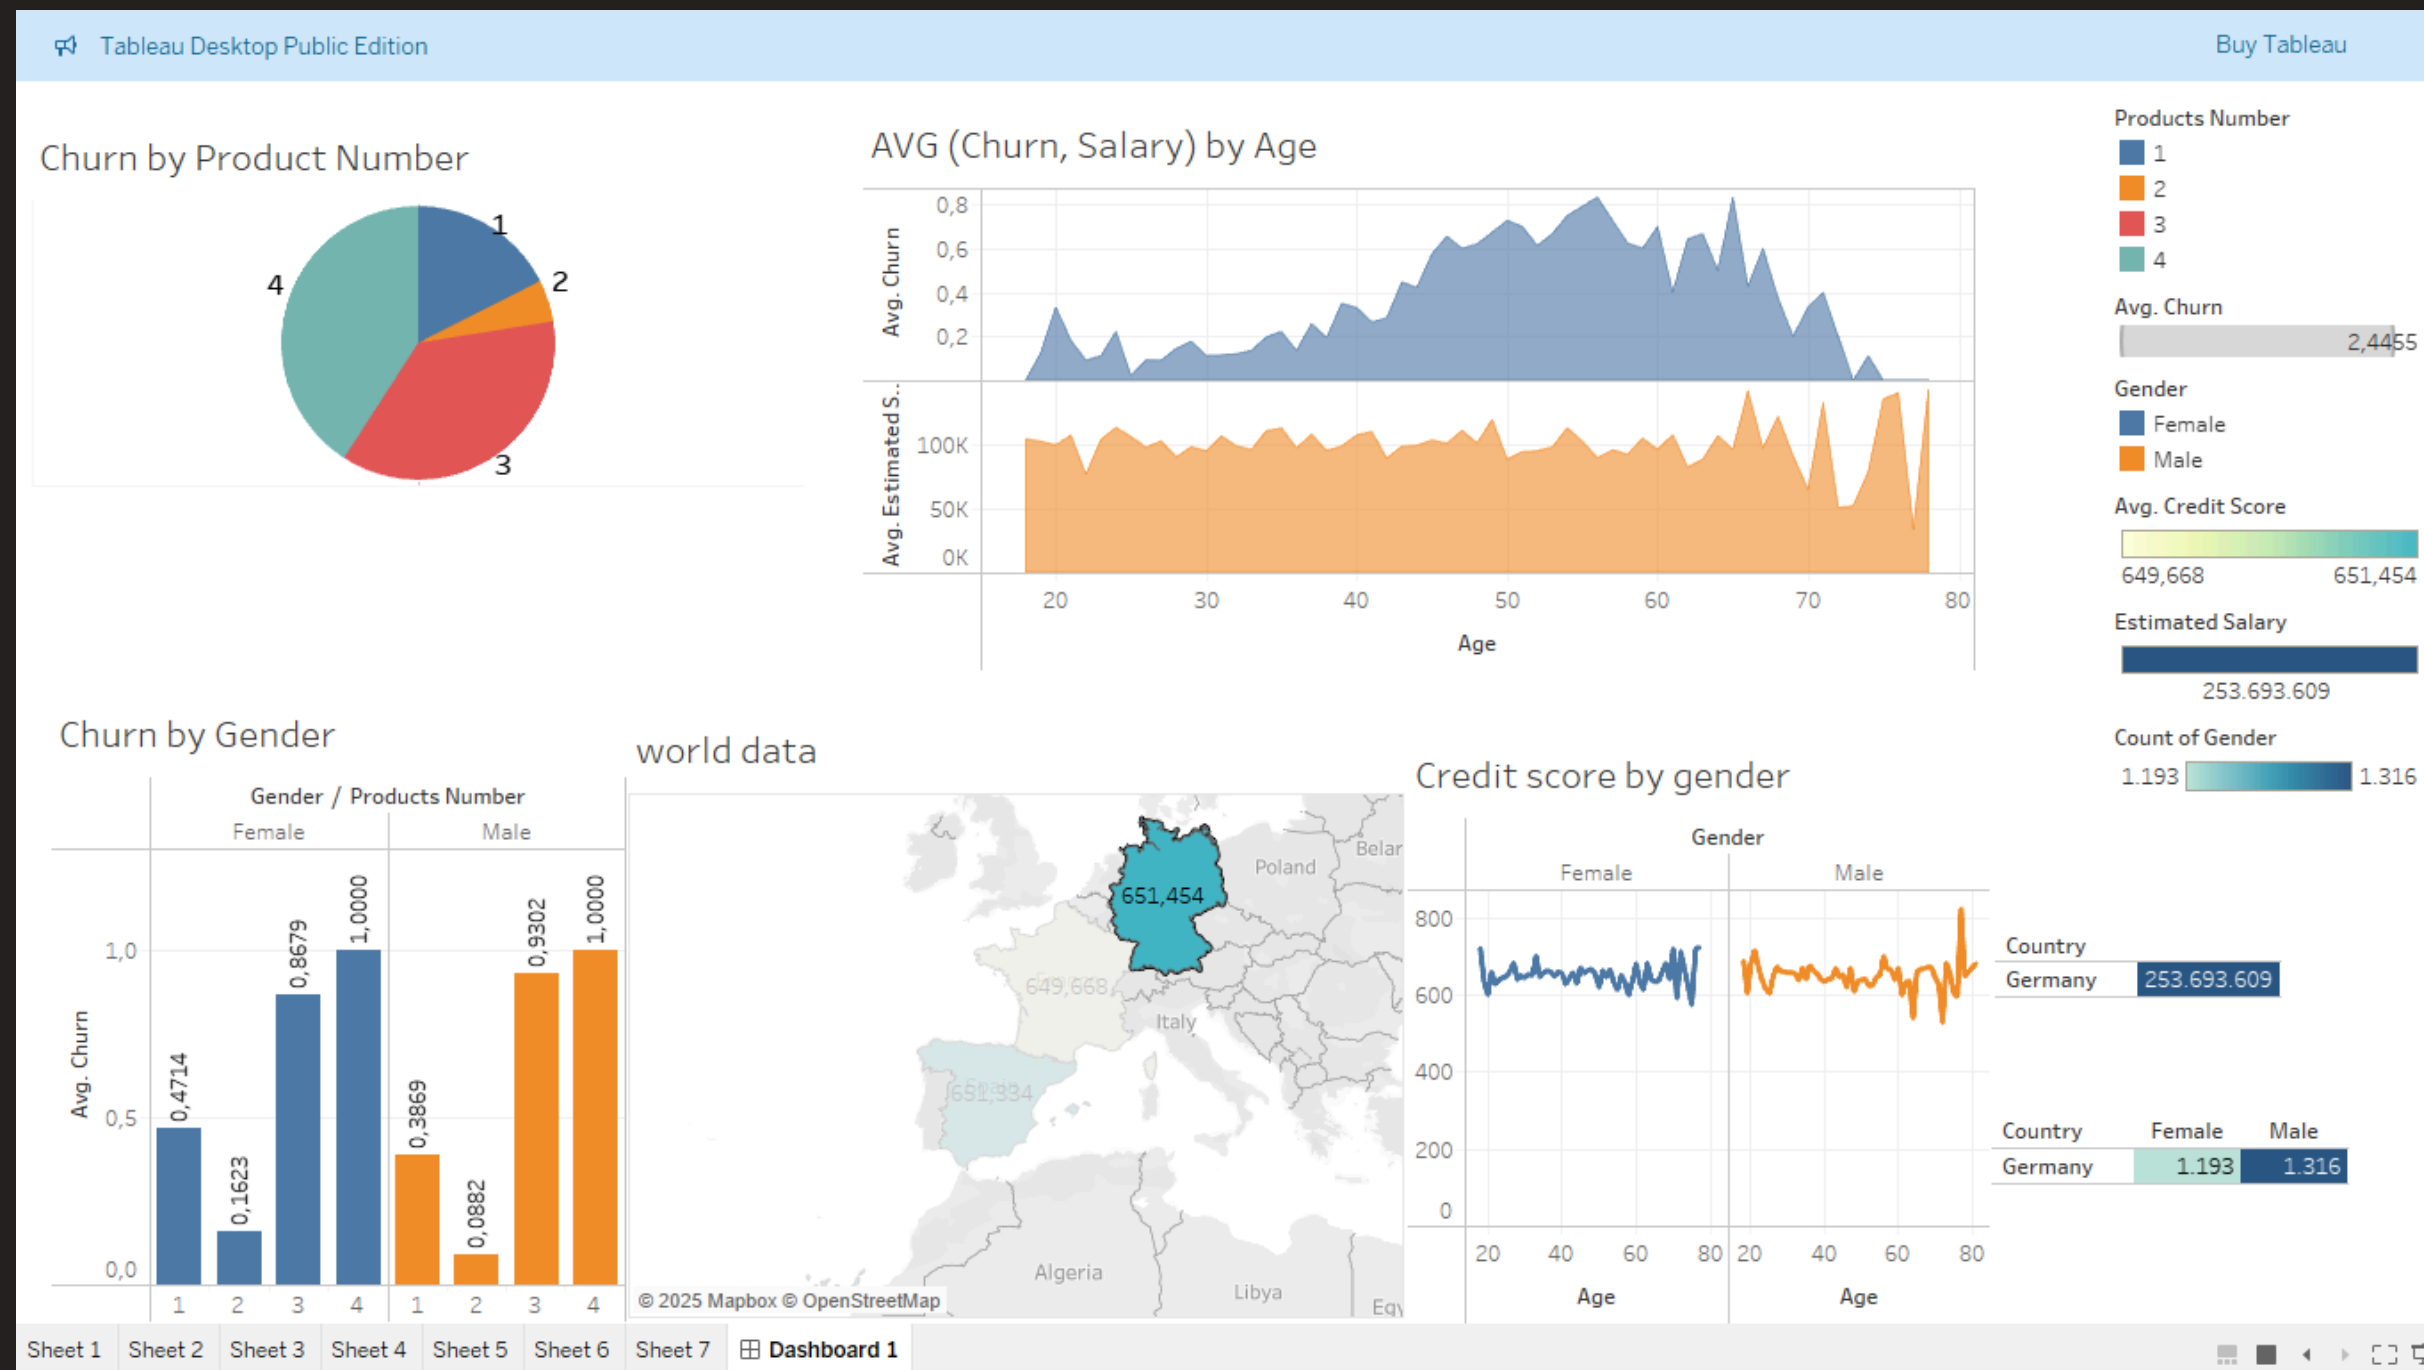 Tableau Desktop Public Edition
Buy Tableau
Churn by Product Number
1
2
3
4
AVG (Churn, Salary) by Age
Avg. Churn
0,8
0,6
0,4
0,2
Avg. Estimated S..
100K
50K
0K
20 30 40 50 60 70 80
Age
Products Number
1
2
3
4
Avg. Churn
2,4455
Gender
Female
Male
Avg. Credit Score
649,668 651,454
Estimated Salary
253.693.609
Count of Gender
1.193 1.316
Churn by Gender
Gender / Products Number
Female Male
Avg. Churn
1,0
0,5
0,0
0,4714
0,1623
0,8679
1,0000
0,3869
0,0882
0,9302
1,0000
1 2 3 4 1 2 3 4
world data
Belar
Poland
651,454
649,668
Italy
Spain
651,334
Algeria
Libya
Egy
© 2025 Mapbox © OpenStreetMap
Credit score by gender
Gender
Female Male
800
600
400
200
0
20 40 60 80 20 40 60 80
Age Age
Country
Germany 253.693.609
Country Female Male
Germany 1.193 1.316
Sheet 1 Sheet 2 Sheet 3 Sheet 4 Sheet 5 Sheet 6 Sheet 7 Dashboard 1